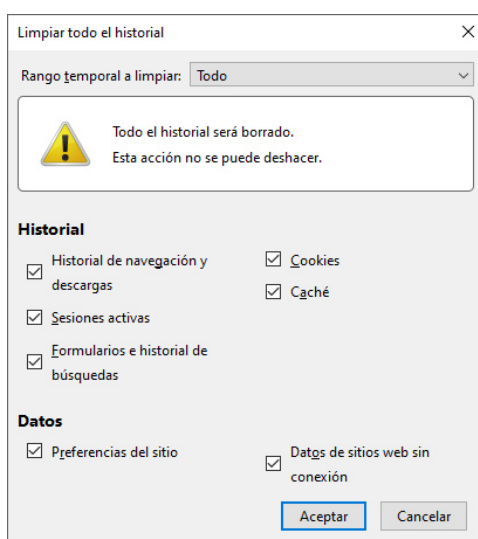 Limpiar todo el historial
Rango temporal a limpiar: Todo
Todo el historial será borrado.
Esta acción no se puede deshacer.
Historial
Historial de navegación y
descargas
Cookies
Caché
Sesiones activas
Formularios e historial de
búsquedas
Datos
Preferencias del sitio
Datos de sitios web sin
conexión
Aceptar Cancelar